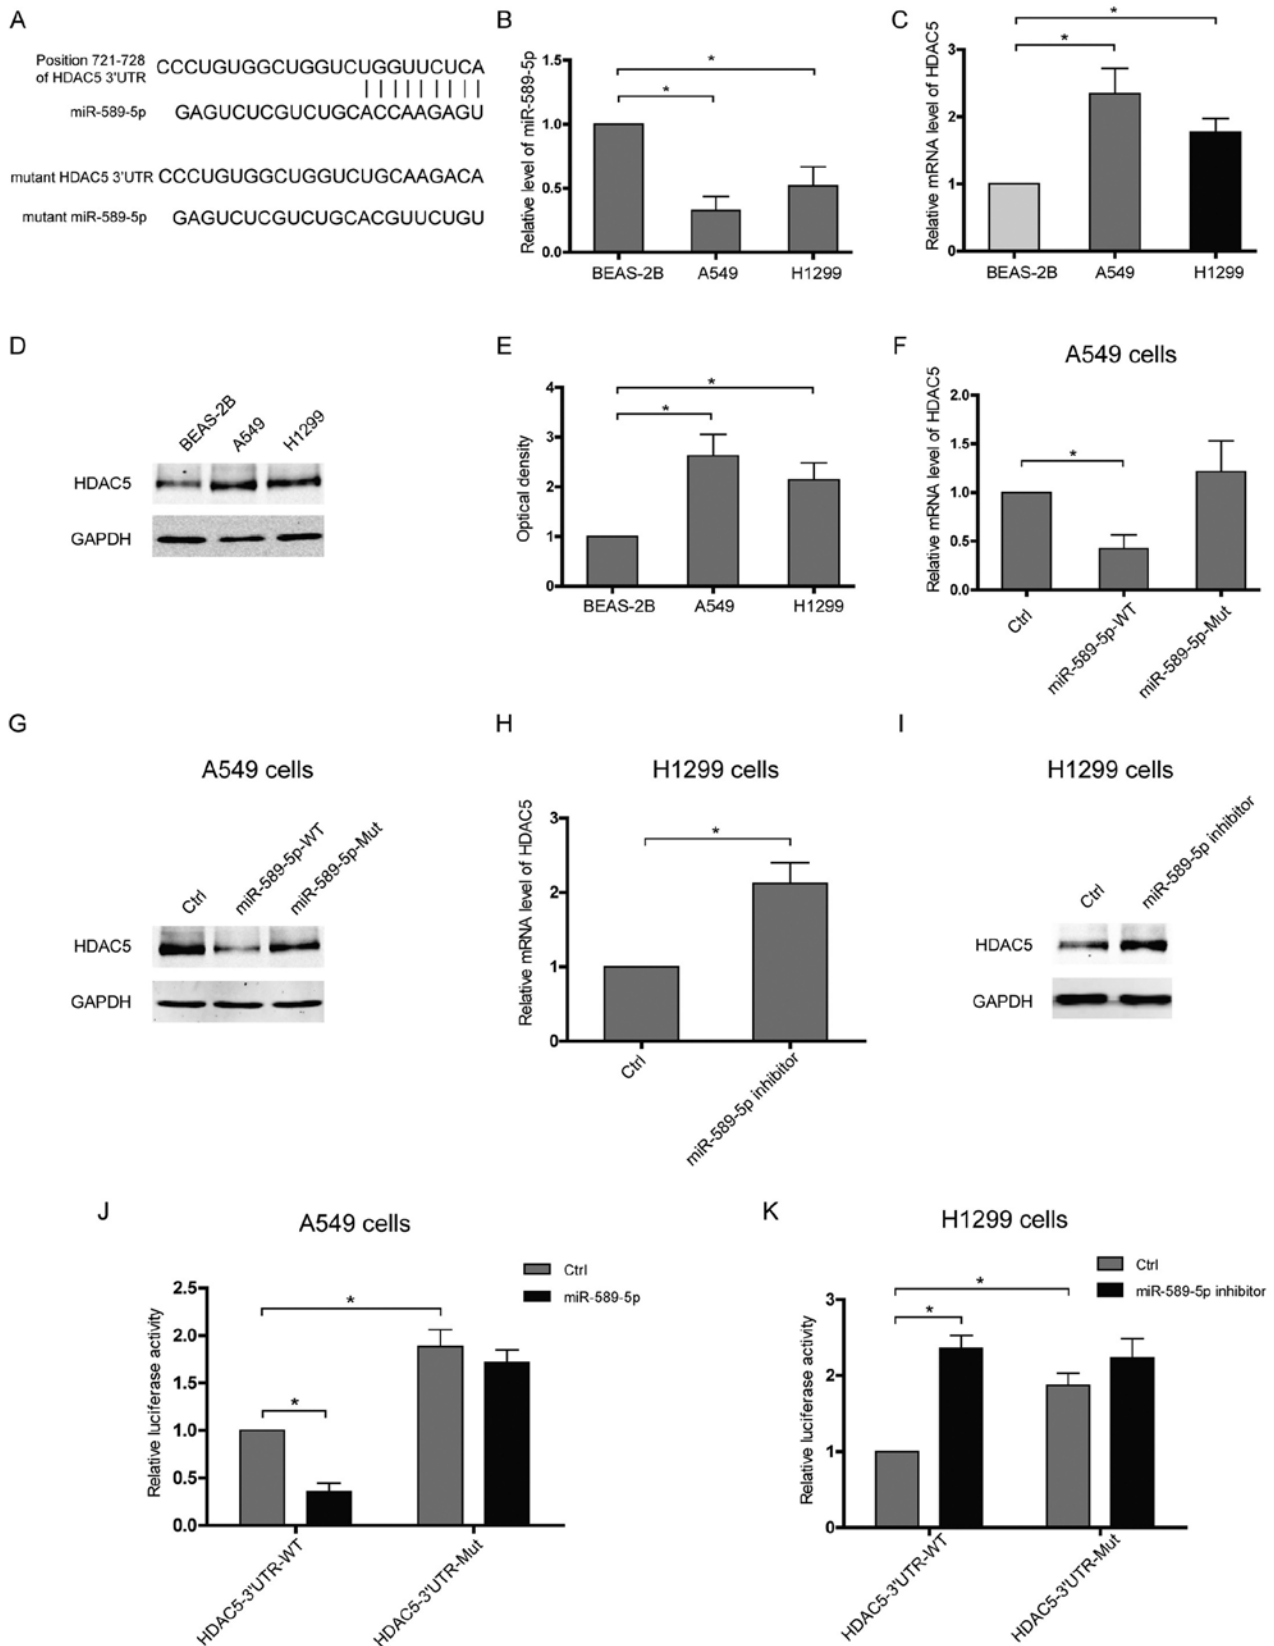 A
Position 721-728
of HDAC5 3'UTR
CCCUGUGGCUGGUCUGGUUCUCA
miR-589-5p
GAGUCUCGUCUGCACCAAGAGU
mutant HDAC5 3'UTR
CCCUGUGGCUGGUCUGCAAGACA
mutant miR-589-5p
GAGUCUCGUCUGCACGUUCUGU
B
Relative level of miR-589-5p
1.5
1.0
0.5
0.0
*
*
BEAS-2B
A549
H1299
C
Relative mRNA level of HDAC5
3
2
1
0
*
*
BEAS-2B
A549
H1299
D
BEAS-2B
A549
H1299
HDAC5
GAPDH
E
Optical density
4
3
2
1
0
*
*
BEAS-2B
A549
H1299
F
A549 cells
Relative mRNA level of HDAC5
2.0
1.5
1.0
0.5
0.0
*
Ctrl
miR-589-5p-WT
miR-589-5p-Mut
G
A549 cells
Ctrl
miR-589-5p-WT
miR-589-5p-Mut
HDAC5
GAPDH
H
H1299 cells
Relative mRNA level of HDAC5
3
2
1
0
*
Ctrl
miR-589-5p inhibitor
I
H1299 cells
Ctrl
miR-589-5p inhibitor
HDAC5
GAPDH
J
A549 cells
Ctrl
miR-589-5p
Relative luciferase activity
2.5
2.0
1.5
1.0
0.5
0.0
*
*
HDAC5-3'UTR-WT
HDAC5-3'UTR-Mut
K
H1299 cells
Ctrl
miR-589-5p inhibitor
Relative luciferase activity
3
2
1
0
*
*
HDAC5-3'UTR-WT
HDAC5-3'UTR-Mut